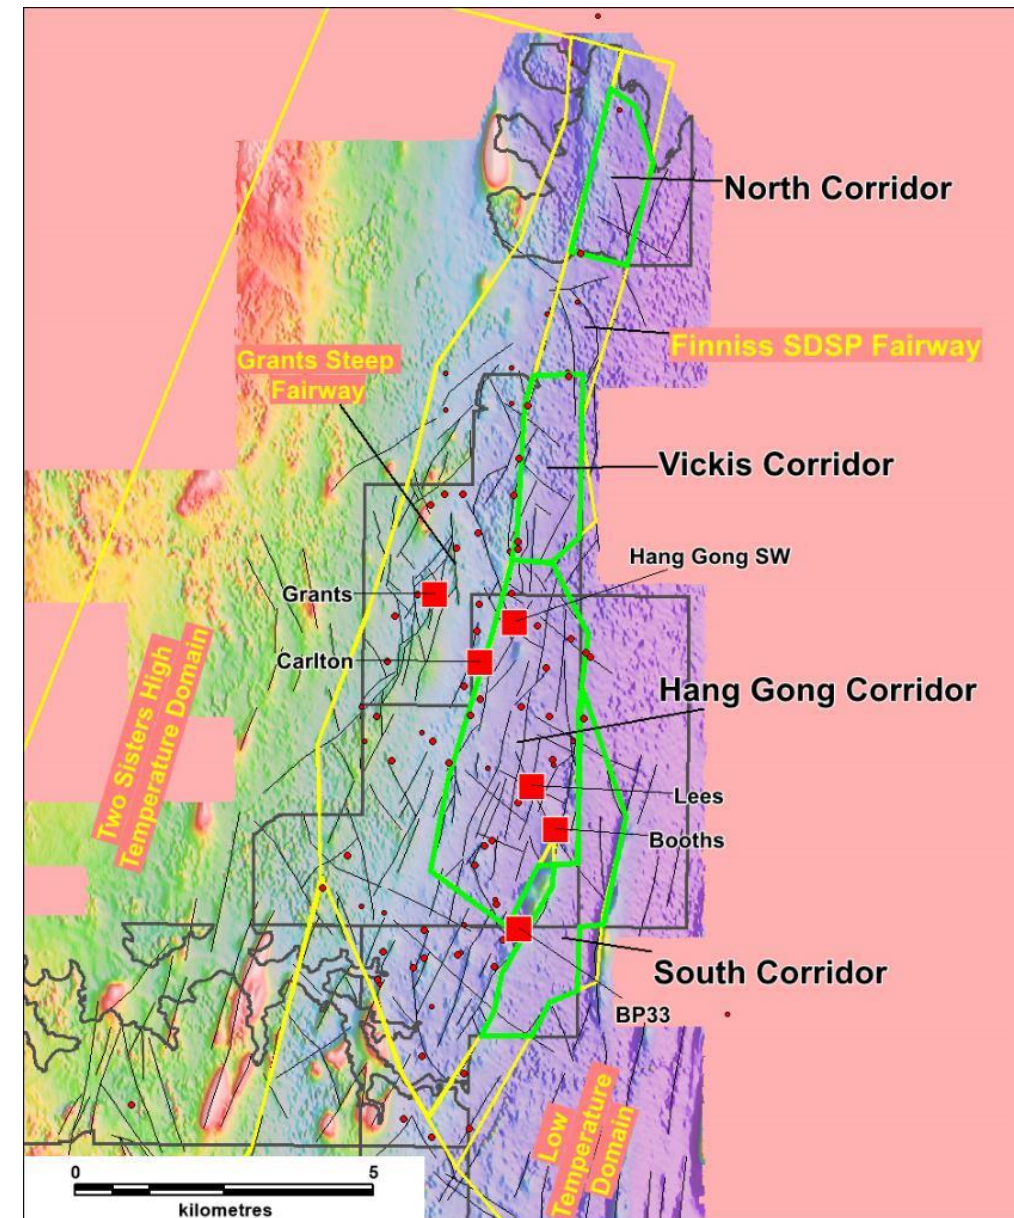 North Corridor
Finniss SDSP Fairway
Grants Steep
Fairway
Vickis Corridor
Hang Gong SW
Grants
Carlton
Two Sisters High
Temperature Domain
Hang Gong Corridor
Lees
Booths
South Corridor
BP33
Low
Temperature
Domain
0 5
kilometres